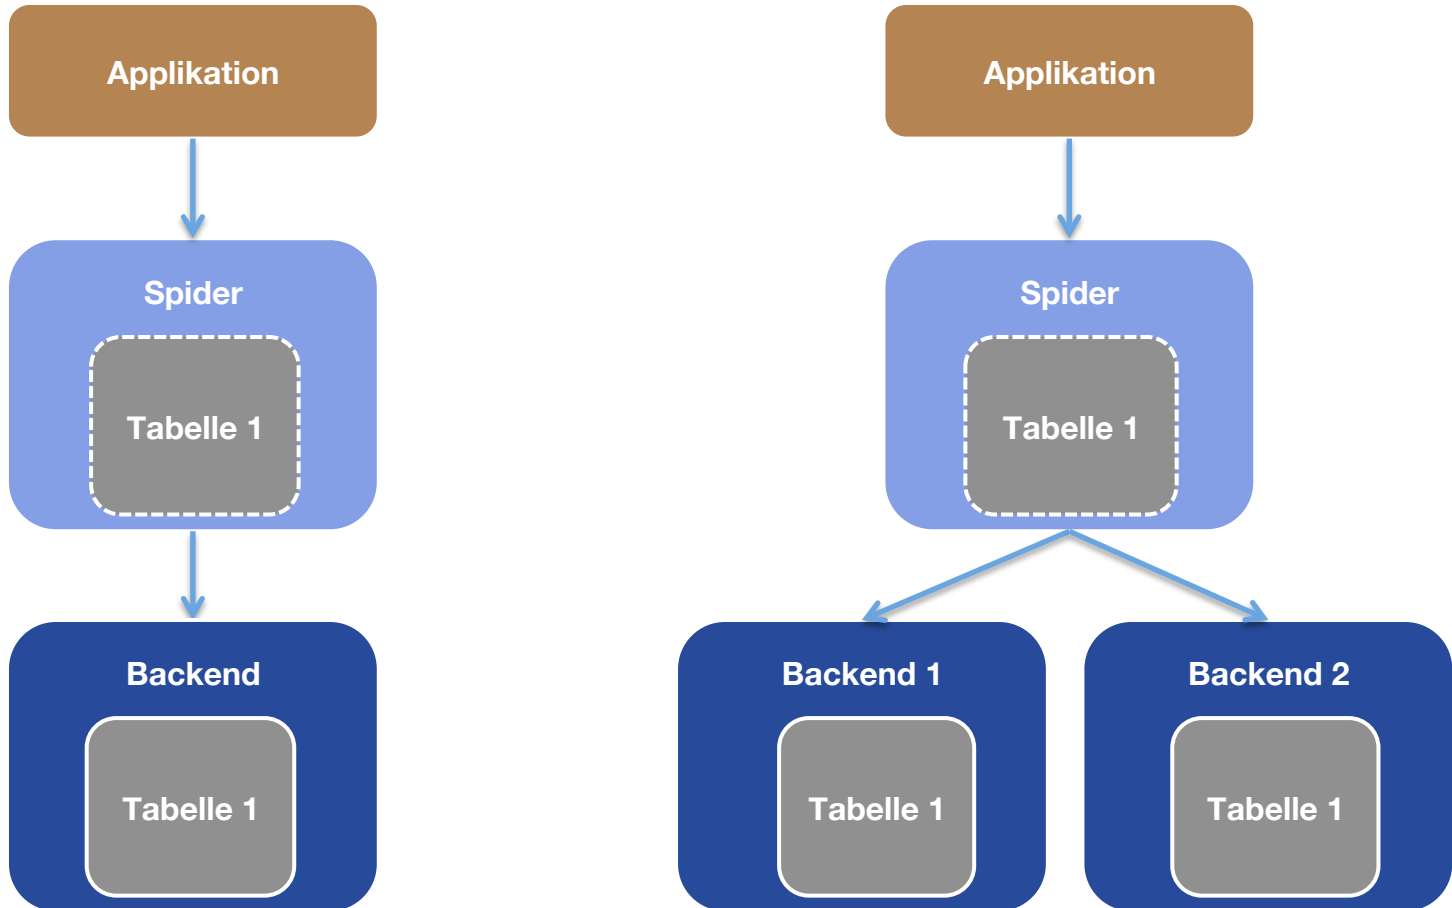 Applikation
Spider
Tabelle 1
Backend
Tabelle 1
Applikation
Spider
Tabelle 1
Backend 1
Tabelle 1
Backend 2
Tabelle 1